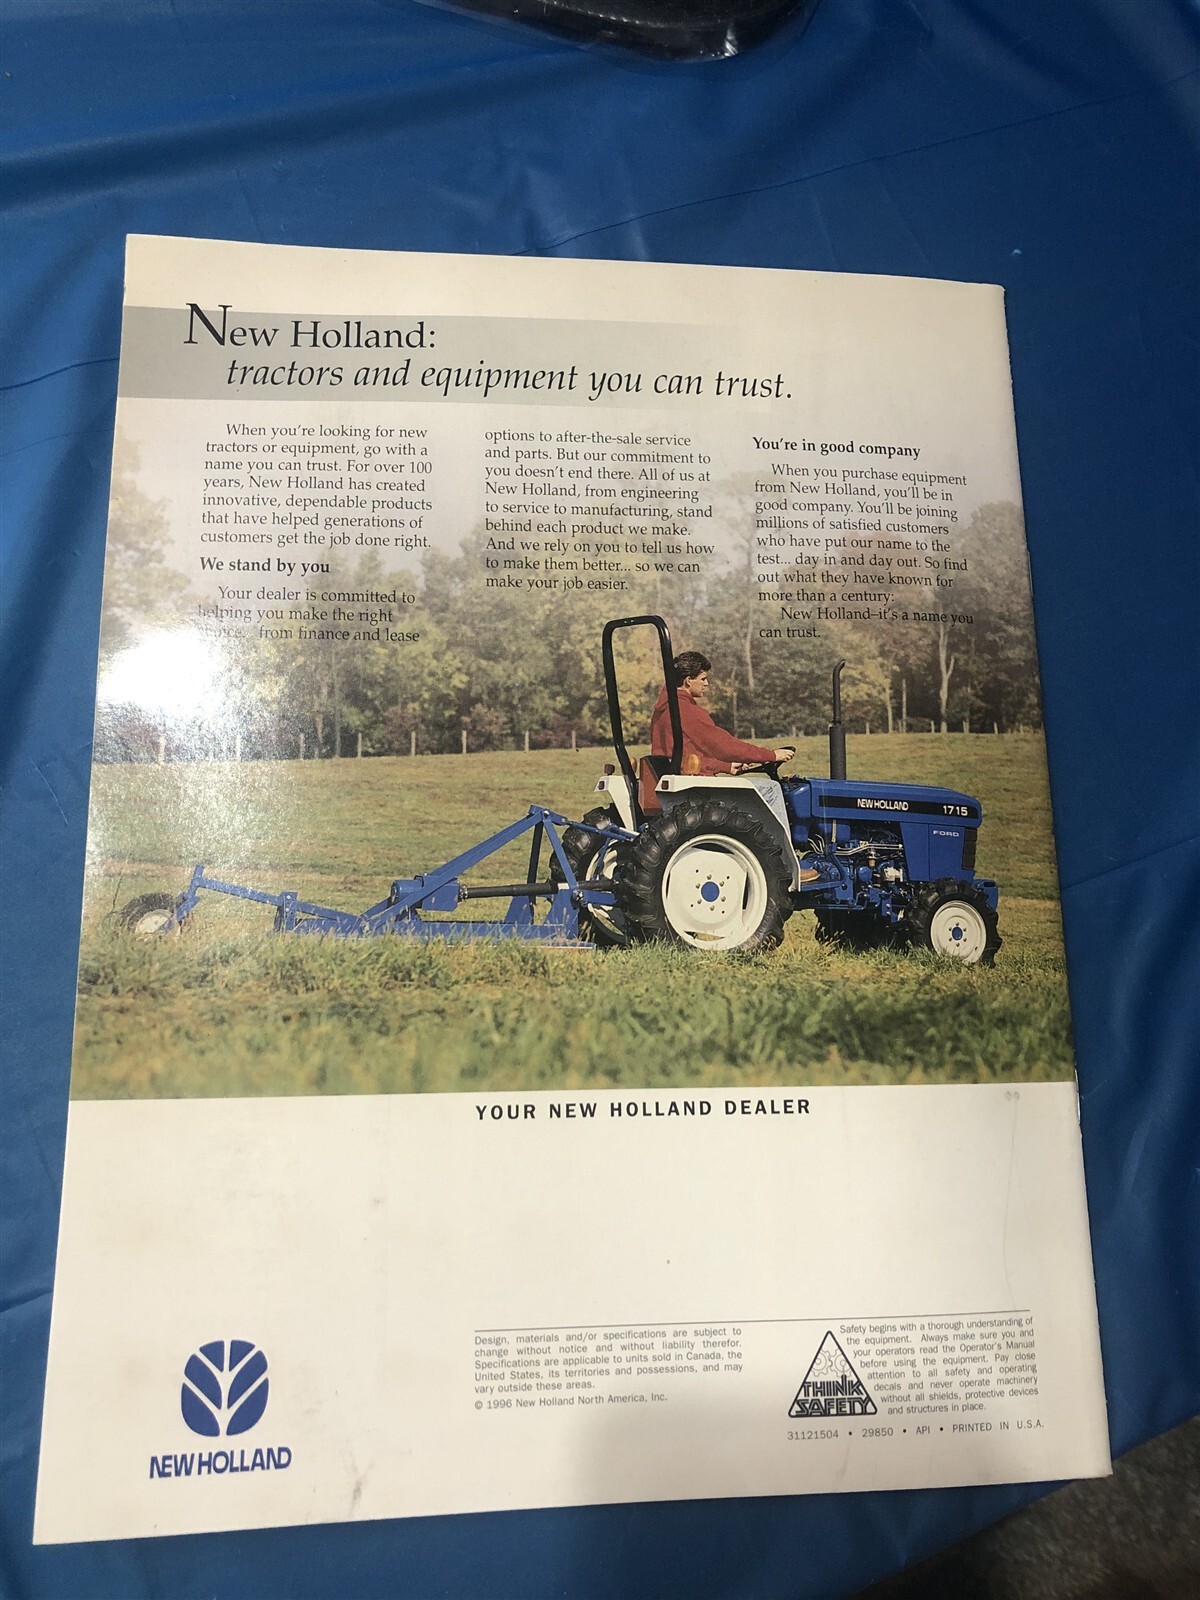 New Holland:
tractors and equipment you can trust.
When you're looking for new
tractors or equipment, go with a
name you can trust. For over 100
years, New Holland has created
innovative, dependable products
that have helped generations of
customers get the job done right.
We stand by you
Your dealer is committed to
helping you make the right
from finance and lease
options to after-the-sale service
and parts. But our commitment to
you doesn't end there. All of us at
New Holland, from engineering
to service to manufacturing, stand
behind each product we make.
And we rely on you to tell us how
to make them better... so we can
make your job easier.
You're in good company
When you purchase equipment
from New Holland, you'll be in
good company. You'll be joining
millions of satisfied customers
who have put our name to the
test... day in and day out. So find
out what they have known for
more than a century:
New Holland–it's a name you
can trust.
NEW HOLLAND
1715
FORD
YOUR NEW HOLLAND DEALER
NEW HOLLAND
Design, materials and/or specifications are subject to
change without notice and without liability therefor.
Specifications are applicable to units sold in Canada, the
United States, its territories and possessions, and may
vary outside these areas.
© 1996 New Holland North America, Inc.
THINK
SAFETY
Safety begins with a thorough understanding of
the equipment. Always make sure you and
your operators read the Operator's Manual
before using the equipment. Pay close
attention to all safety and operating
decals and never operate machinery
without all shields, protective devices
and structures in place.
31121504 • 29850 • API • PRINTED IN U.S.A.